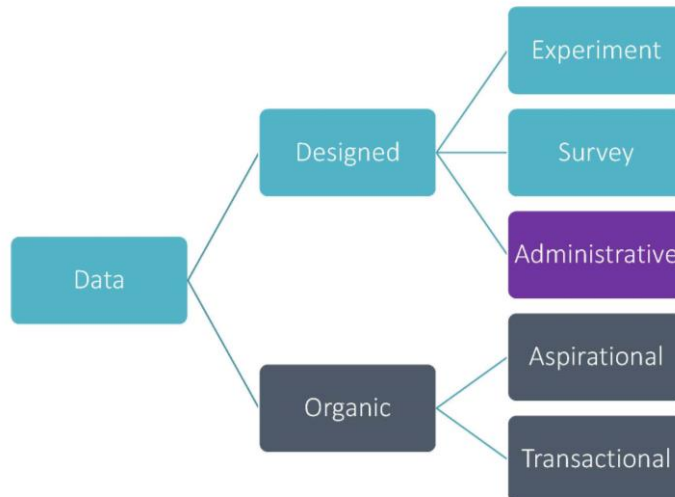 Data
Designed
Experiment
Survey
Administrative
Organic
Aspirational
Transactional